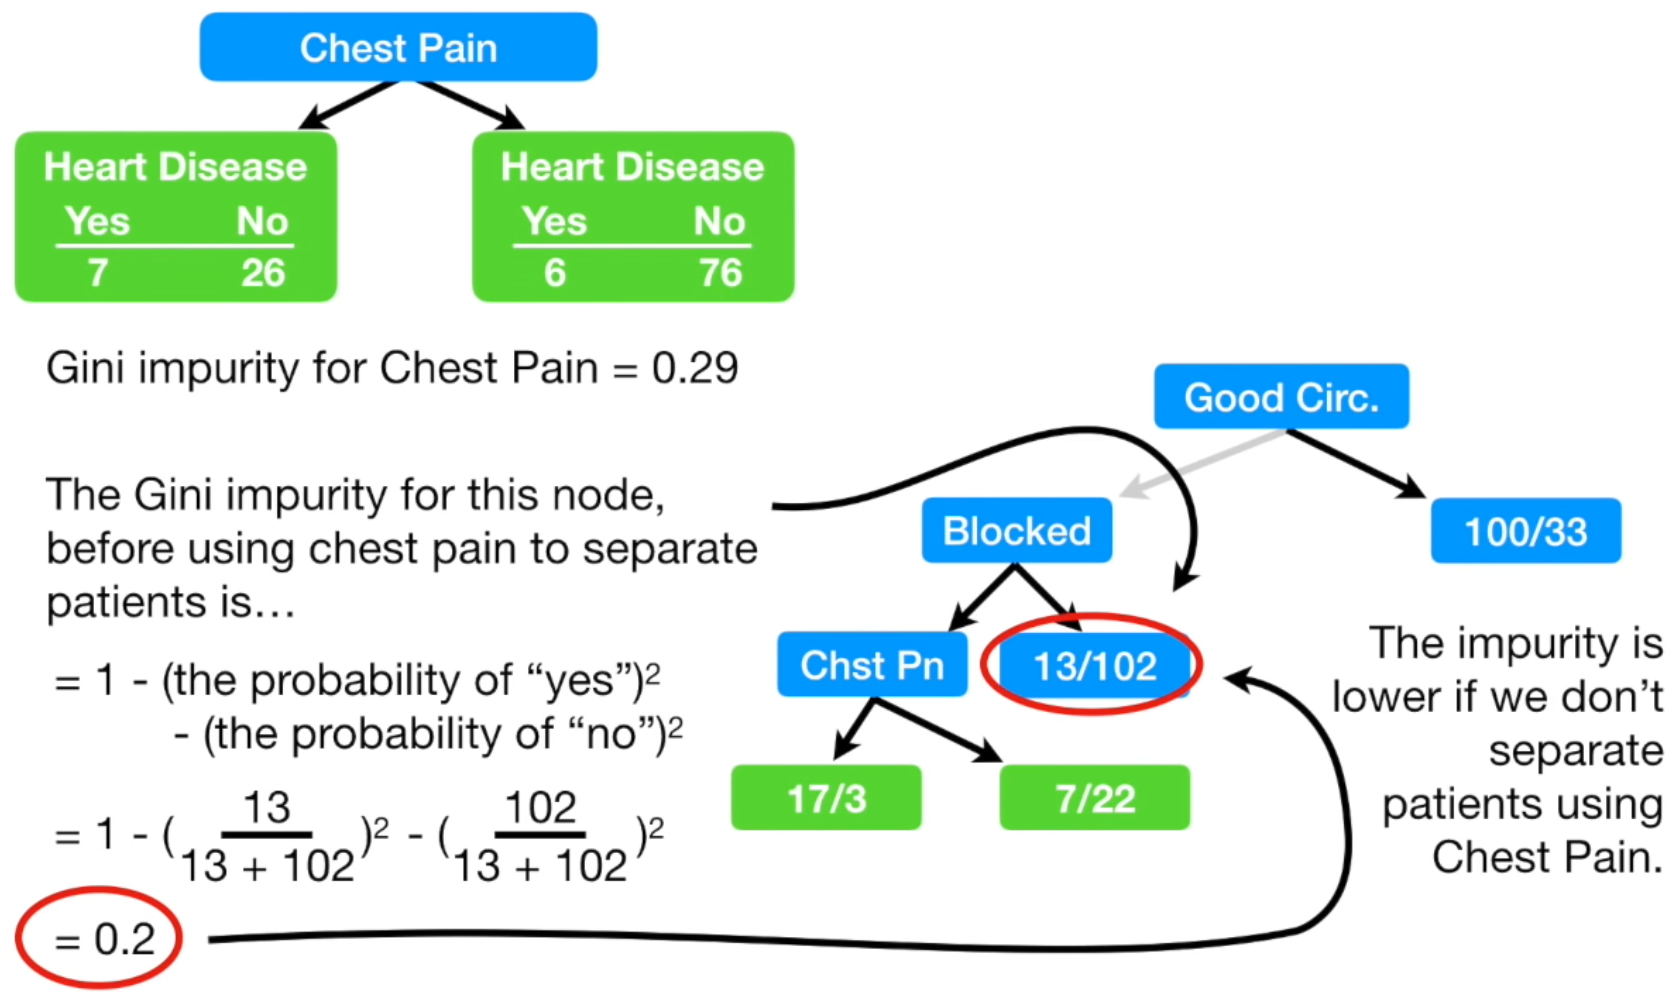 Chest Pain
Heart Disease
Yes No
7 26
Heart Disease
Yes No
6 76
Gini impurity for Chest Pain = 0.29
The Gini impurity for this node,
before using chest pain to separate
patients is…
= 1 - (the probability of “yes”)²
- (the probability of “no”)²
= 1 - ( 13 / 13 + 102 )² - ( 102 / 13 + 102 )²
= 0.2
Good Circ.
Blocked
100/33
Chst Pn
13/102
17/3
7/22
The impurity is
lower if we don’t
separate
patients using
Chest Pain.